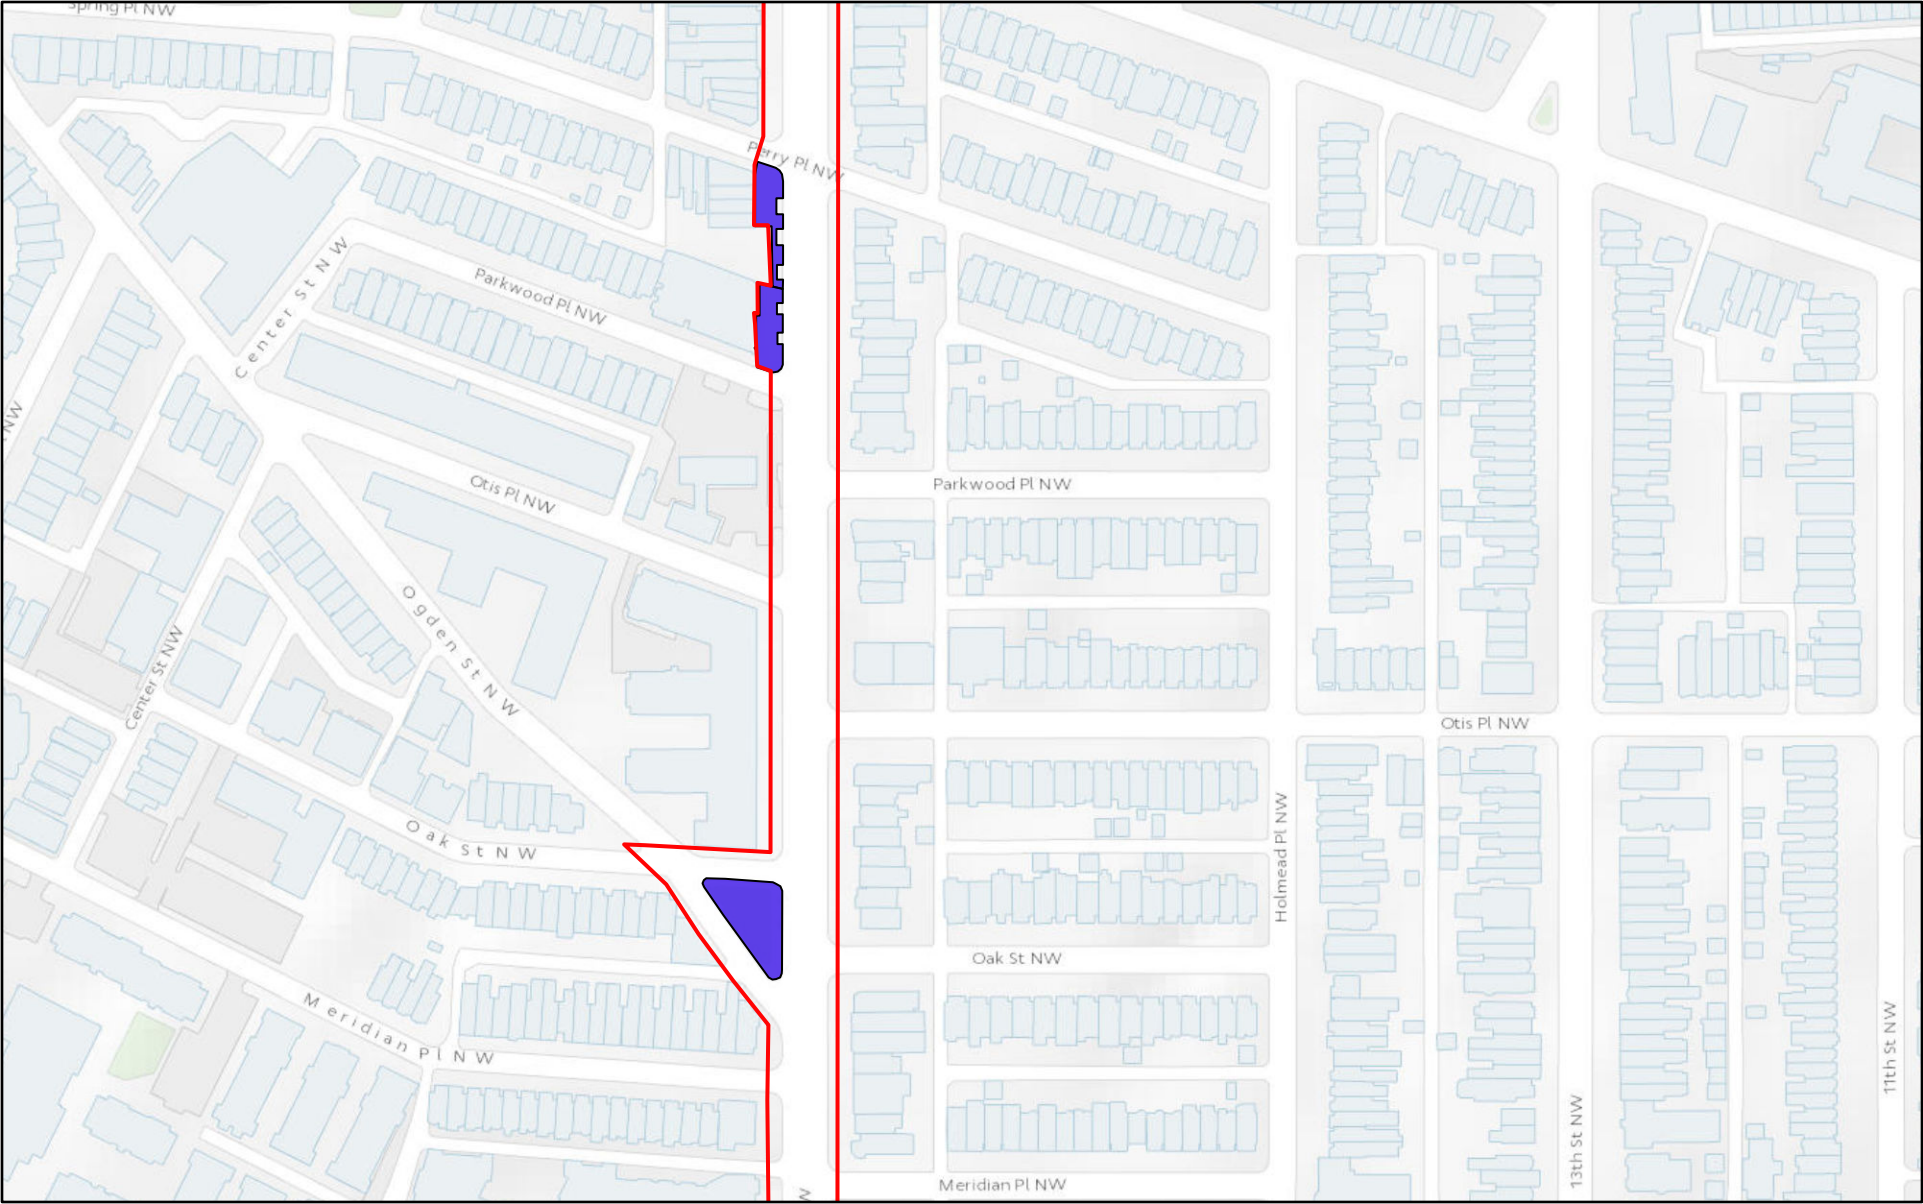 Spring Pl NW
Perry Pl NW
Center St NW
Parkwood Pl NW
NW
Otis Pl NW
Parkwood Pl NW
Ogden St NW
Center St NW
Otis Pl NW
Oak St NW
Holmead Pl NW
Oak St NW
Meridian Pl NW
11th St NW
13th St NW
Meridian Pl NW
W